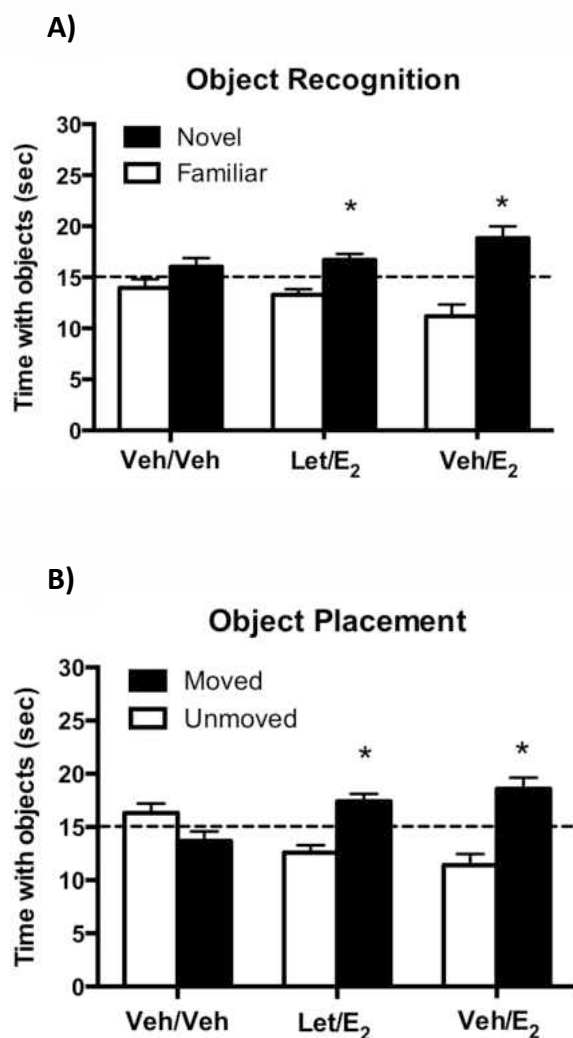 A)
Object Recognition
Time with objects (sec)
30
25
20
15
10
5
0
Novel
Familiar
*
*
Veh/Veh
Let/E₂
Veh/E₂
B)
Object Placement
Time with objects (sec)
30
25
20
15
10
5
0
Moved
Unmoved
*
*
Veh/Veh
Let/E₂
Veh/E₂